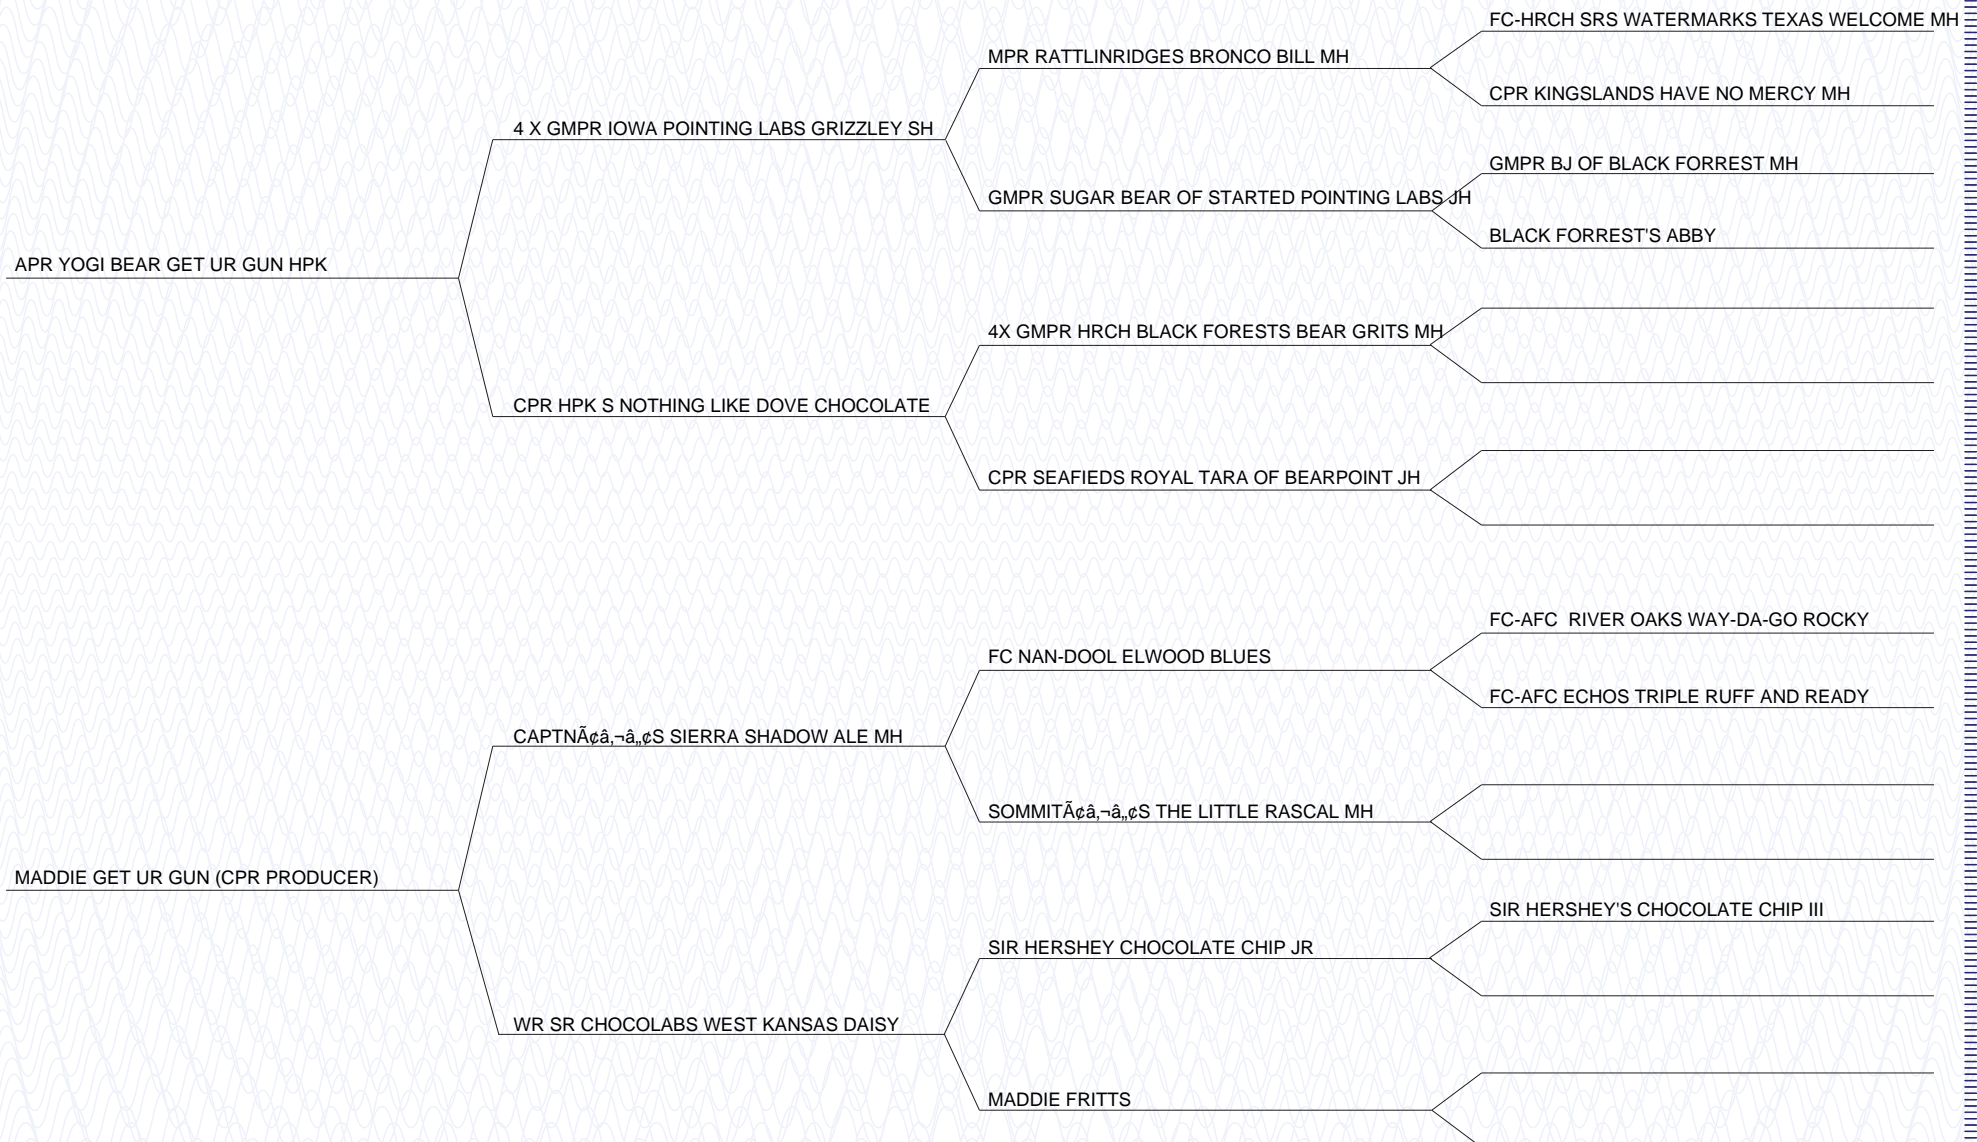 FC-HRCH SRS WATERMARKS TEXAS WELCOME MH
MPR RATTLINRIDGES BRONCO BILL MH
CPR KINGSLANDS HAVE NO MERCY MH
4 X GMPR IOWA POINTING LABS GRIZZLEY SH
GMPR BJ OF BLACK FORREST MH
GMPR SUGAR BEAR OF STARTED POINTING LABS JH
BLACK FORREST'S ABBY
APR YOGI BEAR GET UR GUN HPK
4X GMPR HRCH BLACK FORESTS BEAR GRITS MH
CPR HPK S NOTHING LIKE DOVE CHOCOLATE
CPR SEAFIEDS ROYAL TARA OF BEARPOINT JH
FC-AFC  RIVER OAKS WAY-DA-GO ROCKY
FC NAN-DOOL ELWOOD BLUES
FC-AFC ECHOS TRIPLE RUFF AND READY
CAPTNÃ¢â‚¬â„¢S SIERRA SHADOW ALE MH
SOMMITÃ¢â‚¬â„¢S THE LITTLE RASCAL MH
MADDIE GET UR GUN (CPR PRODUCER)
SIR HERSHEY'S CHOCOLATE CHIP III
SIR HERSHEY CHOCOLATE CHIP JR
WR SR CHOCOLABS WEST KANSAS DAISY
MADDIE FRITTS